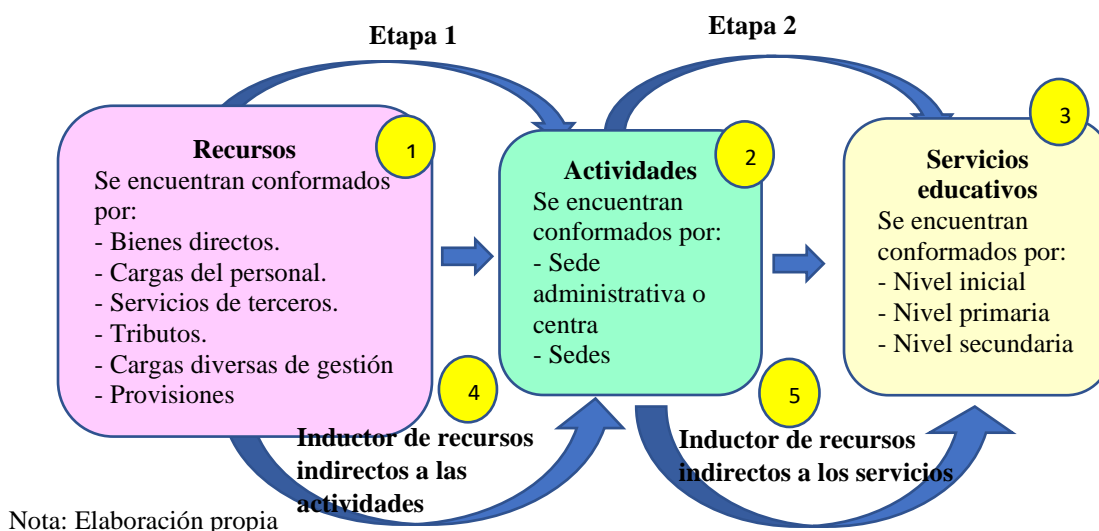 Etapa 1
Etapa 2
1
Recursos
Se encuentran conformados
por:
- Bienes directos.
- Cargas del personal.
- Servicios de terceros.
- Tributos.
- Cargas diversas de gestión
- Provisiones
2
Actividades
Se encuentran
conformados por:
- Sede
administrativa o
centra
- Sedes
3
Servicios
educativos
Se encuentran
conformados por:
- Nivel inicial
- Nivel primaria
- Nivel secundaria
4
Inductor de recursos
indirectos a las
actividades
5
Inductor de recursos
indirectos a los servicios
Nota: Elaboración propia